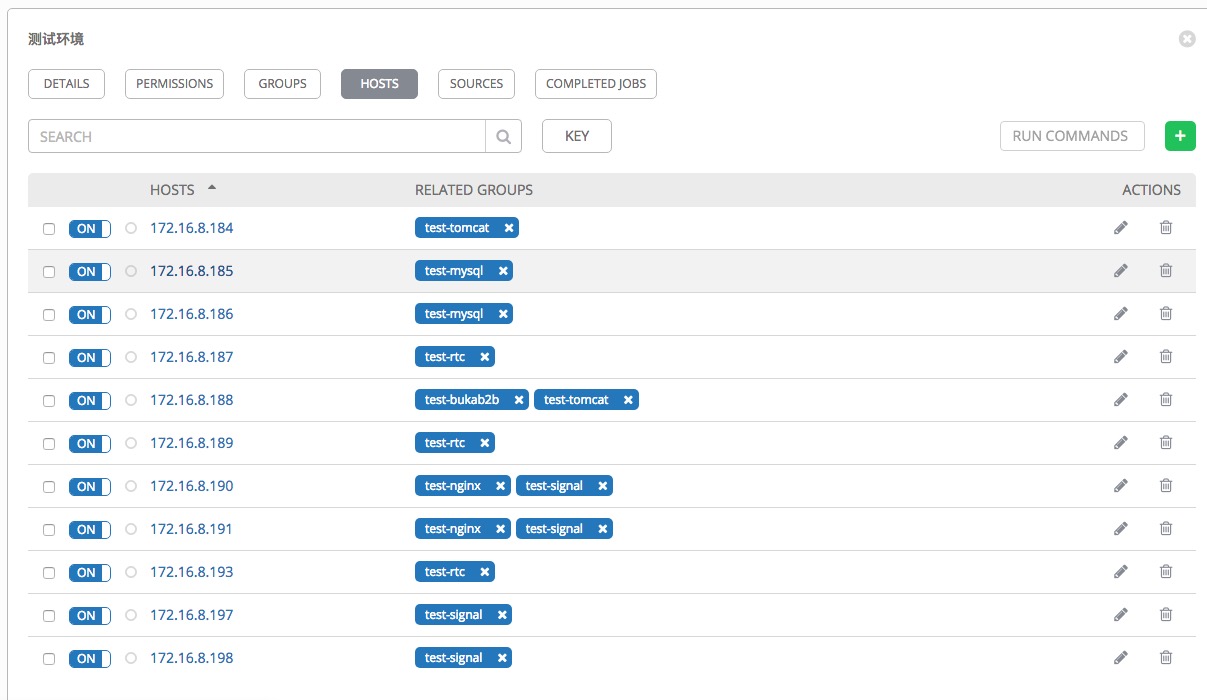 测试环境
DETAILS PERMISSIONS GROUPS HOSTS SOURCES COMPLETED JOBS
SEARCH KEY RUN COMMANDS +
HOSTS RELATED GROUPS ACTIONS
ON 172.16.8.184 test-tomcat
ON 172.16.8.185 test-mysql
ON 172.16.8.186 test-mysql
ON 172.16.8.187 test-rtc
ON 172.16.8.188 test-bukab2b test-tomcat
ON 172.16.8.189 test-rtc
ON 172.16.8.190 test-nginx test-signal
ON 172.16.8.191 test-nginx test-signal
ON 172.16.8.193 test-rtc
ON 172.16.8.197 test-signal
ON 172.16.8.198 test-signal